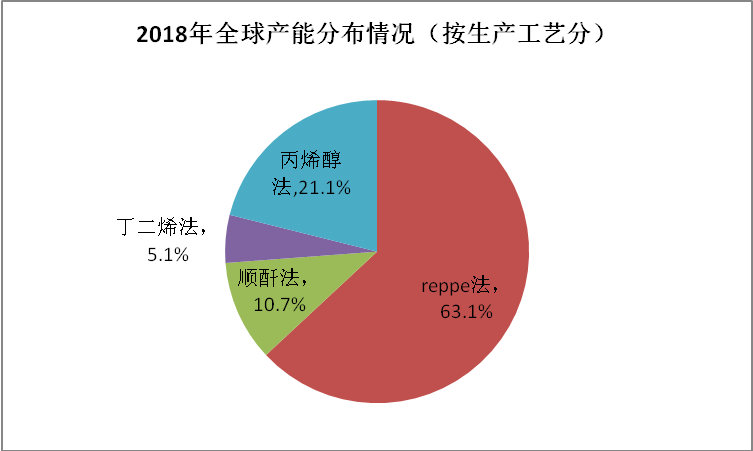 2018年全球产能分布情况（按生产工艺分）
丙烯醇
法,21.1%
丁二烯法，
5.1%
顺酐法，
10.7%
reppe法，
63.1%